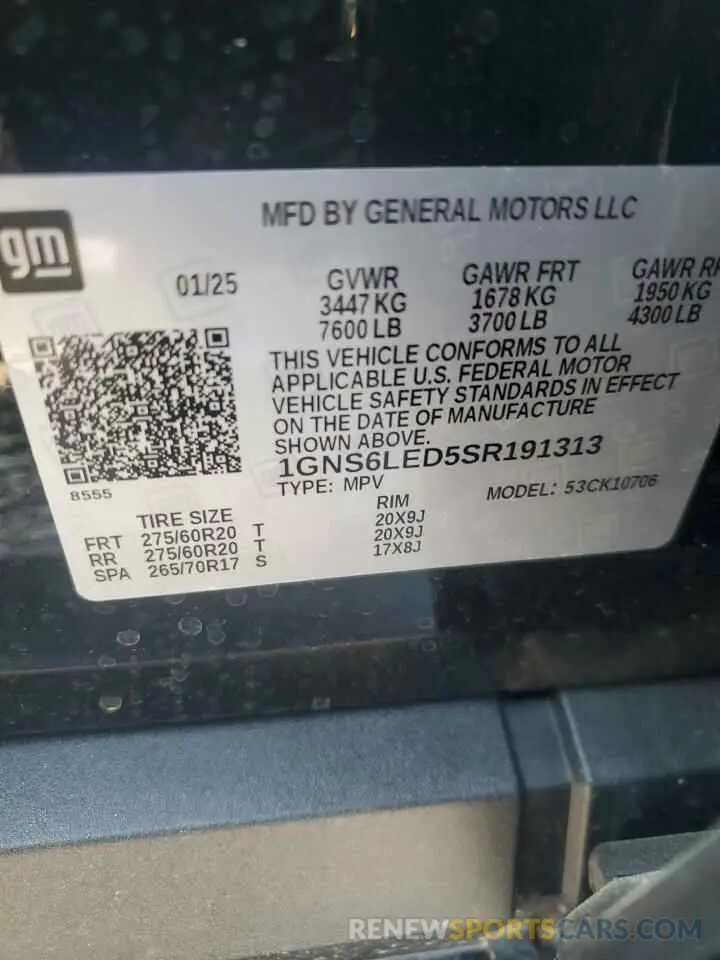 MFD BY GENERAL MOTORS LLC
gm
01/25
GVWR GAWR FRT GAWR RR
3447 KG 1678 KG 1950 KG
7600 LB 3700 LB 4300 LB
THIS VEHICLE CONFORMS TO ALL
APPLICABLE U.S. FEDERAL MOTOR
VEHICLE SAFETY STANDARDS IN EFFECT
ON THE DATE OF MANUFACTURE
SHOWN ABOVE.
1GNS6LED5SR191313
8555
TYPE: MPV MODEL: 53CK10706
TIRE SIZE RIM
FRT 275/60R20 T 20X9J
RR 275/60R20 T 20X9J
SPA 265/70R17 S 17X8J
RENEWSPORTSCARS.COM